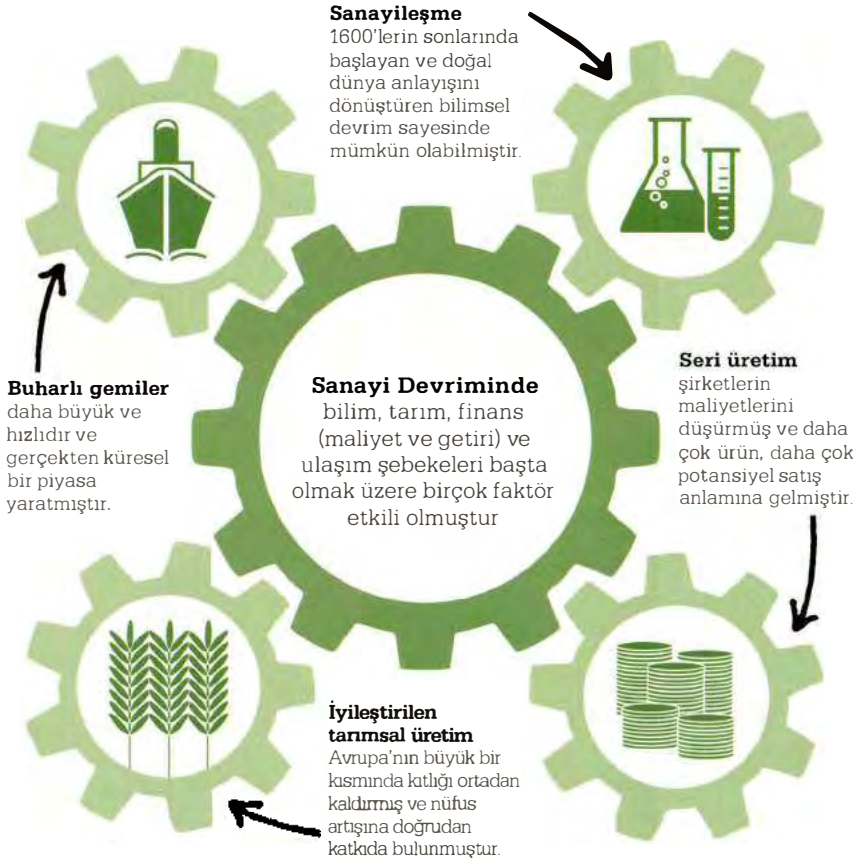 Sanayileşme
1600'lerin sonlarında
başlayan ve doğal
dünya anlayışını
dönüştüren bilimsel
devrim sayesinde
mümkün olabilmiştir.
Buharlı gemiler
daha büyük ve
hızlıdır ve
gerçekten küresel
bir piyasa
yaratmıştır.
Sanayi Devriminde
bilim, tarım, finans
(maliyet ve getiri) ve
ulaşım şebekeleri başta
olmak üzere birçok faktör
etkili olmuştur
Seri üretim
şirketlerin
maliyetlerini
düşürmüş ve daha
çok ürün, daha çok
potansiyel satış
anlamına gelmiştir.
İyileştirilen
tarımsal üretim
Avrupa'nın büyük bir
kısmında kıtlığı ortadan
kaldırmış ve nüfus
artışına doğrudan
katkıda bulunmuştur.